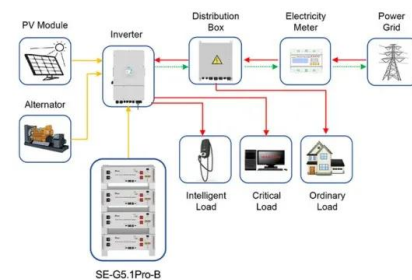 PV Module
Inverter
Distribution
Box
Electricity
Meter
Power
Grid
Alternator
Intelligent
Load
Critical
Load
Ordinary
Load
SE-G5.1Pro-B